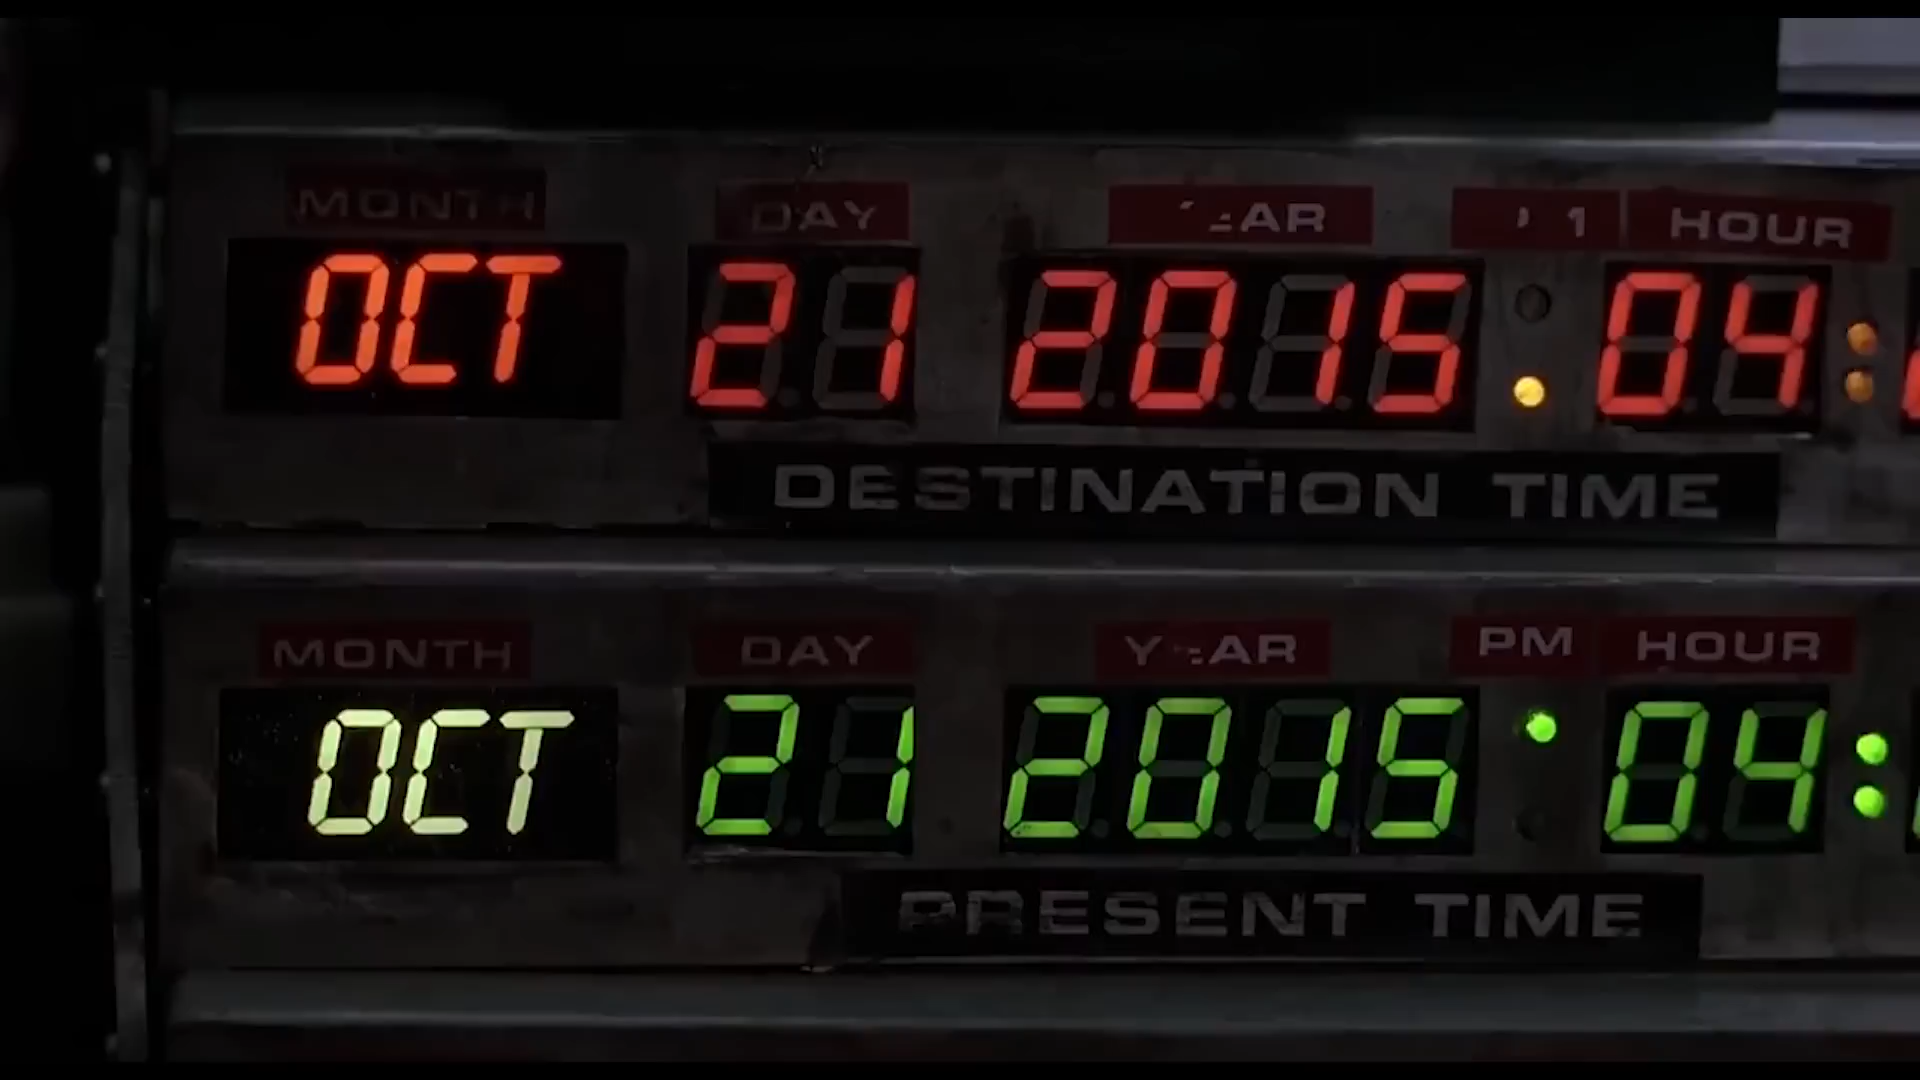 MONTH DAY HOUR
OCT 21 2015 04:
DESTINATION TIME
MONTH DAY YEAR PM HOUR
OCT 21 2015 04:
PRESENT TIME